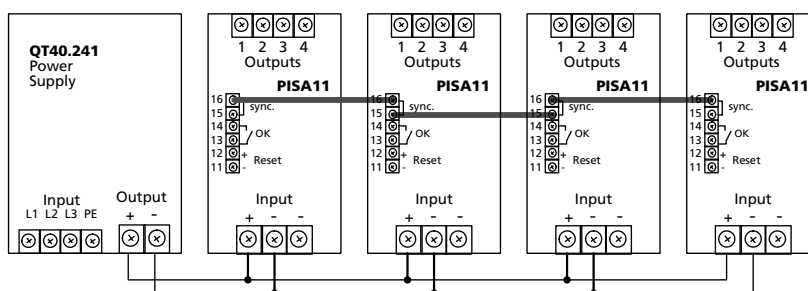 QT40.241
Power
Supply
Input
L1 L2 L3 PE
Output
+ -
1 2 3 4
Outputs
PISA11
16
15
sync.
14
13
OK
12 +
Reset
11 -
Input
+ - -
1 2 3 4
Outputs
PISA11
16
15
sync.
14
13
OK
12 +
Reset
11 -
Input
+ - -
1 2 3 4
Outputs
PISA11
16
15
sync.
14
13
OK
12 +
Reset
11 -
Input
+ - -
1 2 3 4
Outputs
PISA11
16
15
sync.
14
13
OK
12 +
Reset
11 -
Input
+ - -